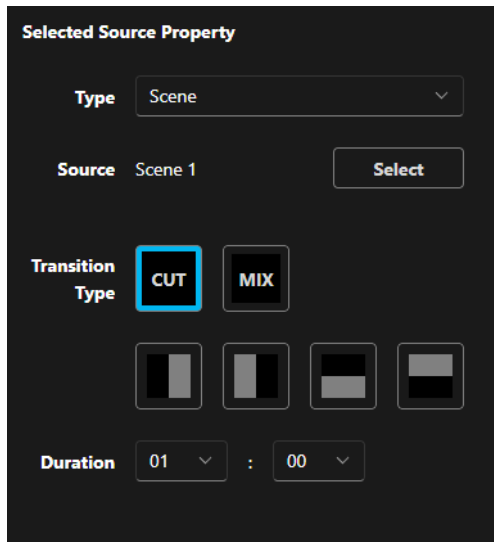 Selected Source Property
Type Scene
Source Scene 1 Select
Transition
Type
CUT MIX
Duration 01 : 00